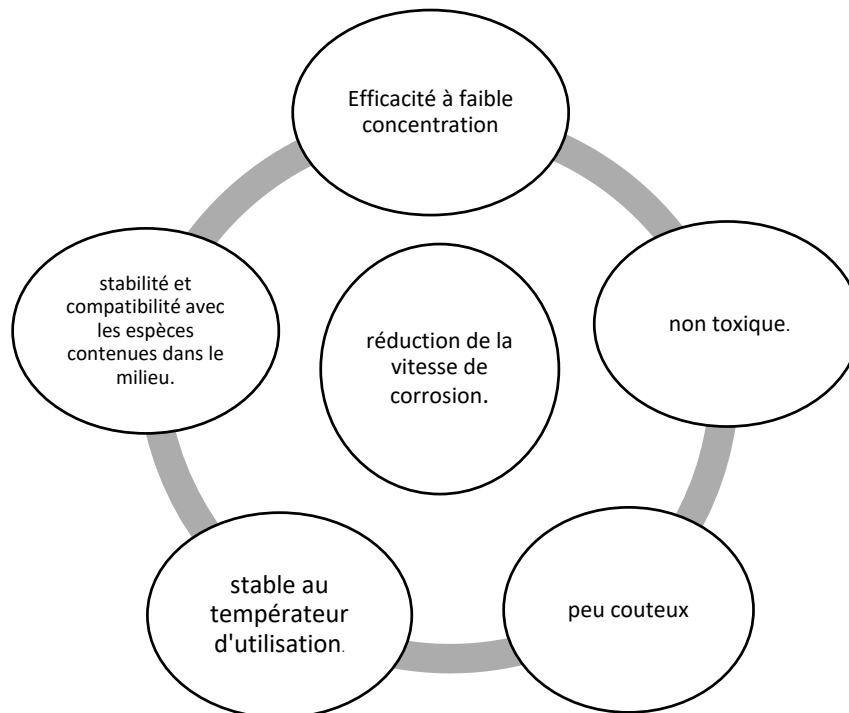 Efficacité à faible
concentration
non toxique.
peu couteux
stable au
températeur
d'utilisation.
stabilité et
compatibilité avec
les espèces
contenues dans le
milieu.
réduction de la
vitesse de
corrosion.